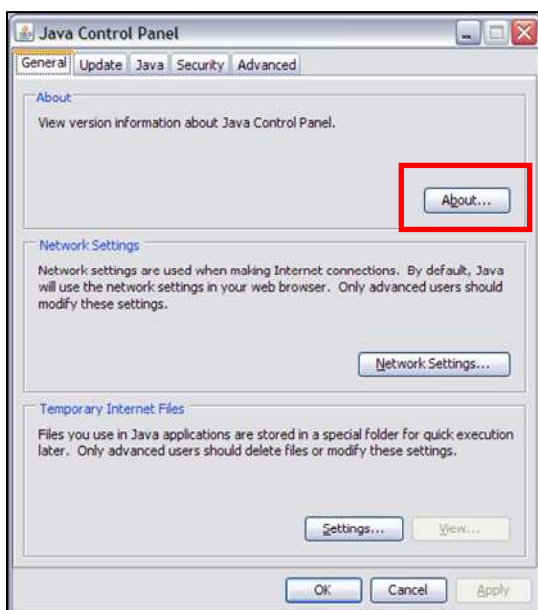 Java Control Panel
General Update Java Security Advanced
About
View version information about Java Control Panel.
About...
Network Settings
Network settings are used when making Internet connections. By default, Java
will use the network settings in your web browser. Only advanced users should
modify these settings.
Network Settings...
Temporary Internet Files
Files you use in Java applications are stored in a special folder for quick execution
later. Only advanced users should delete files or modify these settings.
Settings... View...
OK Cancel Apply